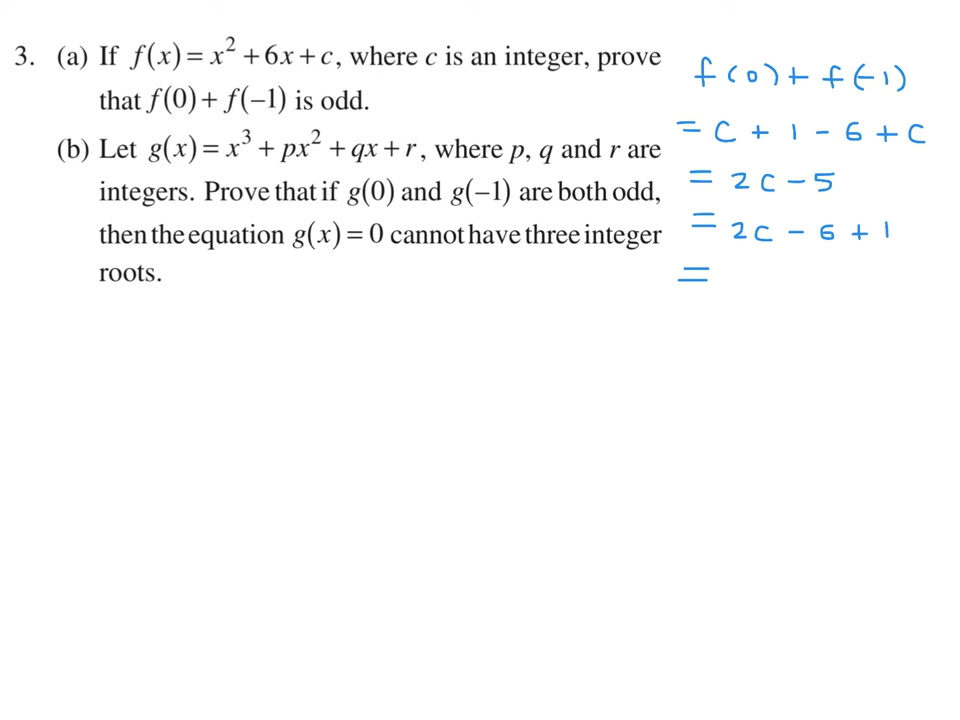 3. (a) If f(x) = x² + 6x + c, where c is an integer, prove
that f(0) + f(−1) is odd.
(b) Let g(x) = x³ + px² + qx + r, where p, q and r are
integers. Prove that if g(0) and g(−1) are both odd,
then the equation g(x) = 0 cannot have three integer
roots.
f(0) + f(-1)
= c + 1 - 6 + c
= 2c - 5
= 2c - 6 + 1
=